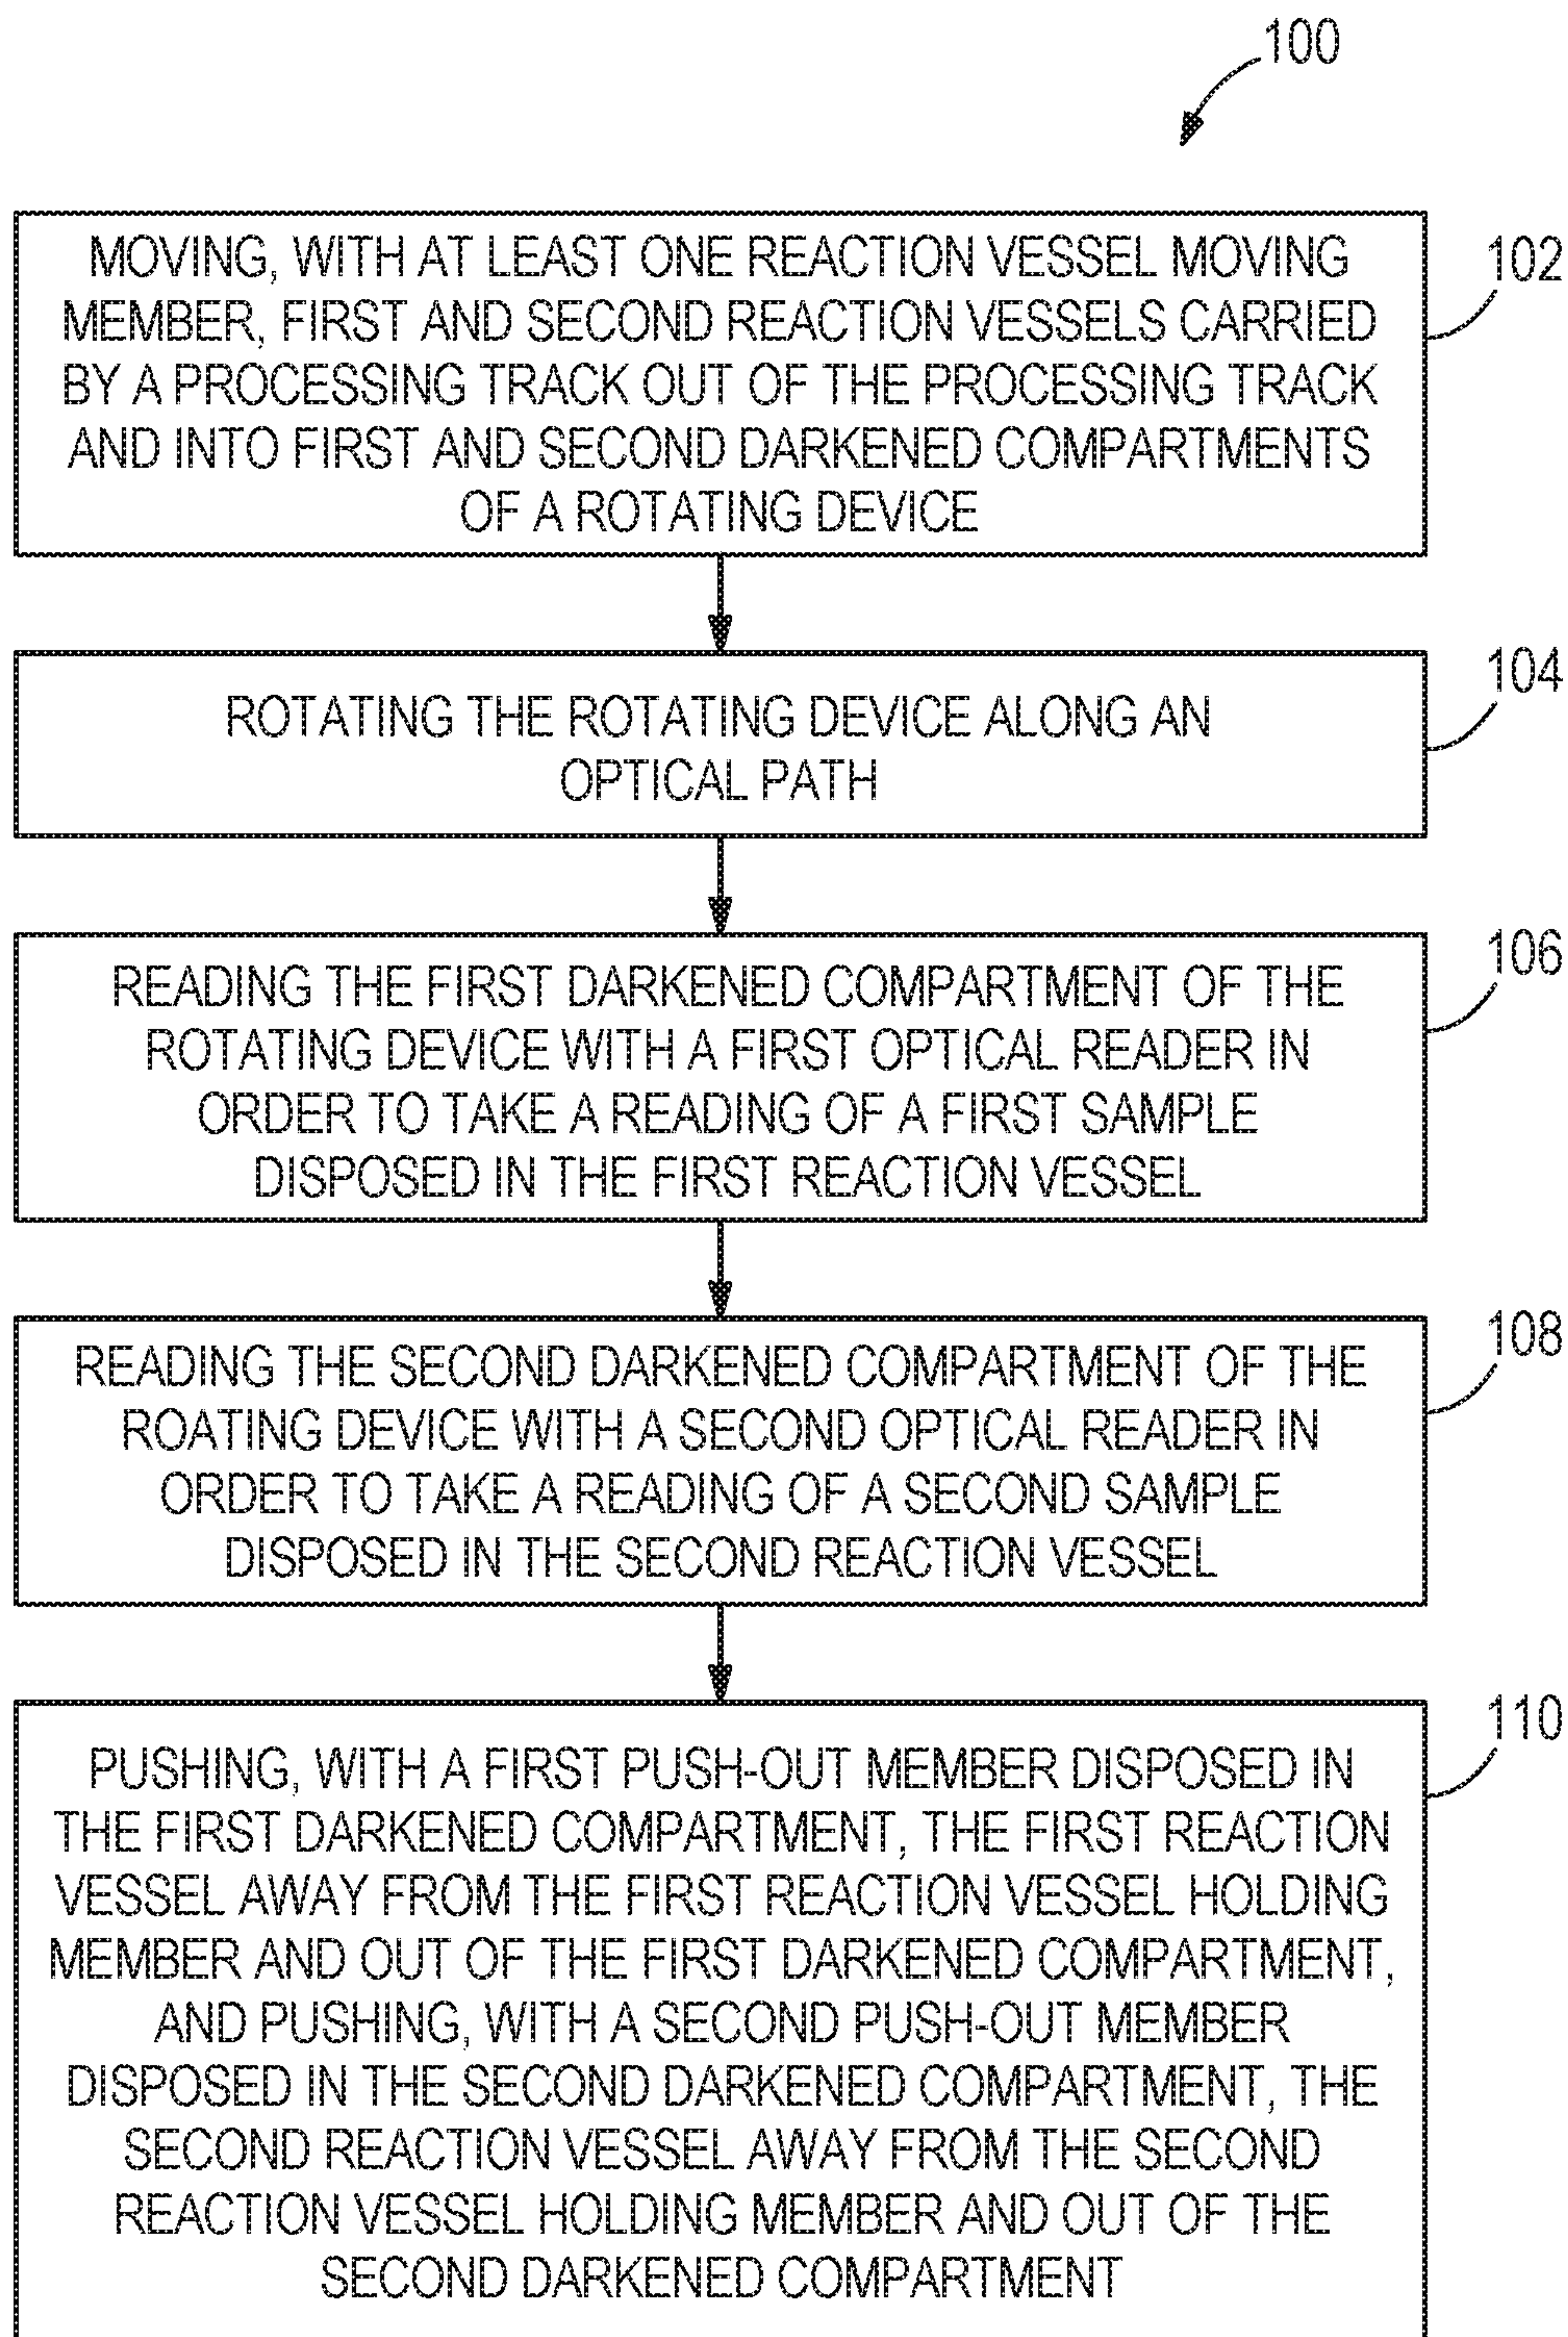 100
MOVING, WITH AT LEAST ONE REACTION VESSEL MOVING
MEMBER, FIRST AND SECOND REACTION VESSELS CARRIED
BY A PROCESSING TRACK OUT OF THE PROCESSING TRACK
AND INTO FIRST AND SECOND DARKENED COMPARTMENTS
OF A ROTATING DEVICE
102
ROTATING THE ROTATING DEVICE ALONG AN
OPTICAL PATH
104
READING THE FIRST DARKENED COMPARTMENT OF THE
ROTATING DEVICE WITH A FIRST OPTICAL READER IN
ORDER TO TAKE A READING OF A FIRST SAMPLE
DISPOSED IN THE FIRST REACTION VESSEL
106
READING THE SECOND DARKENED COMPARTMENT OF THE
ROATING DEVICE WITH A SECOND OPTICAL READER IN
ORDER TO TAKE A READING OF A SECOND SAMPLE
DISPOSED IN THE SECOND REACTION VESSEL
108
PUSHING, WITH A FIRST PUSH-OUT MEMBER DISPOSED IN
THE FIRST DARKENED COMPARTMENT, THE FIRST REACTION
VESSEL AWAY FROM THE FIRST REACTION VESSEL HOLDING
MEMBER AND OUT OF THE FIRST DARKENED COMPARTMENT,
AND PUSHING, WITH A SECOND PUSH-OUT MEMBER
DISPOSED IN THE SECOND DARKENED COMPARTMENT, THE
SECOND REACTION VESSEL AWAY FROM THE SECOND
REACTION VESSEL HOLDING MEMBER AND OUT OF THE
SECOND DARKENED COMPARTMENT
110